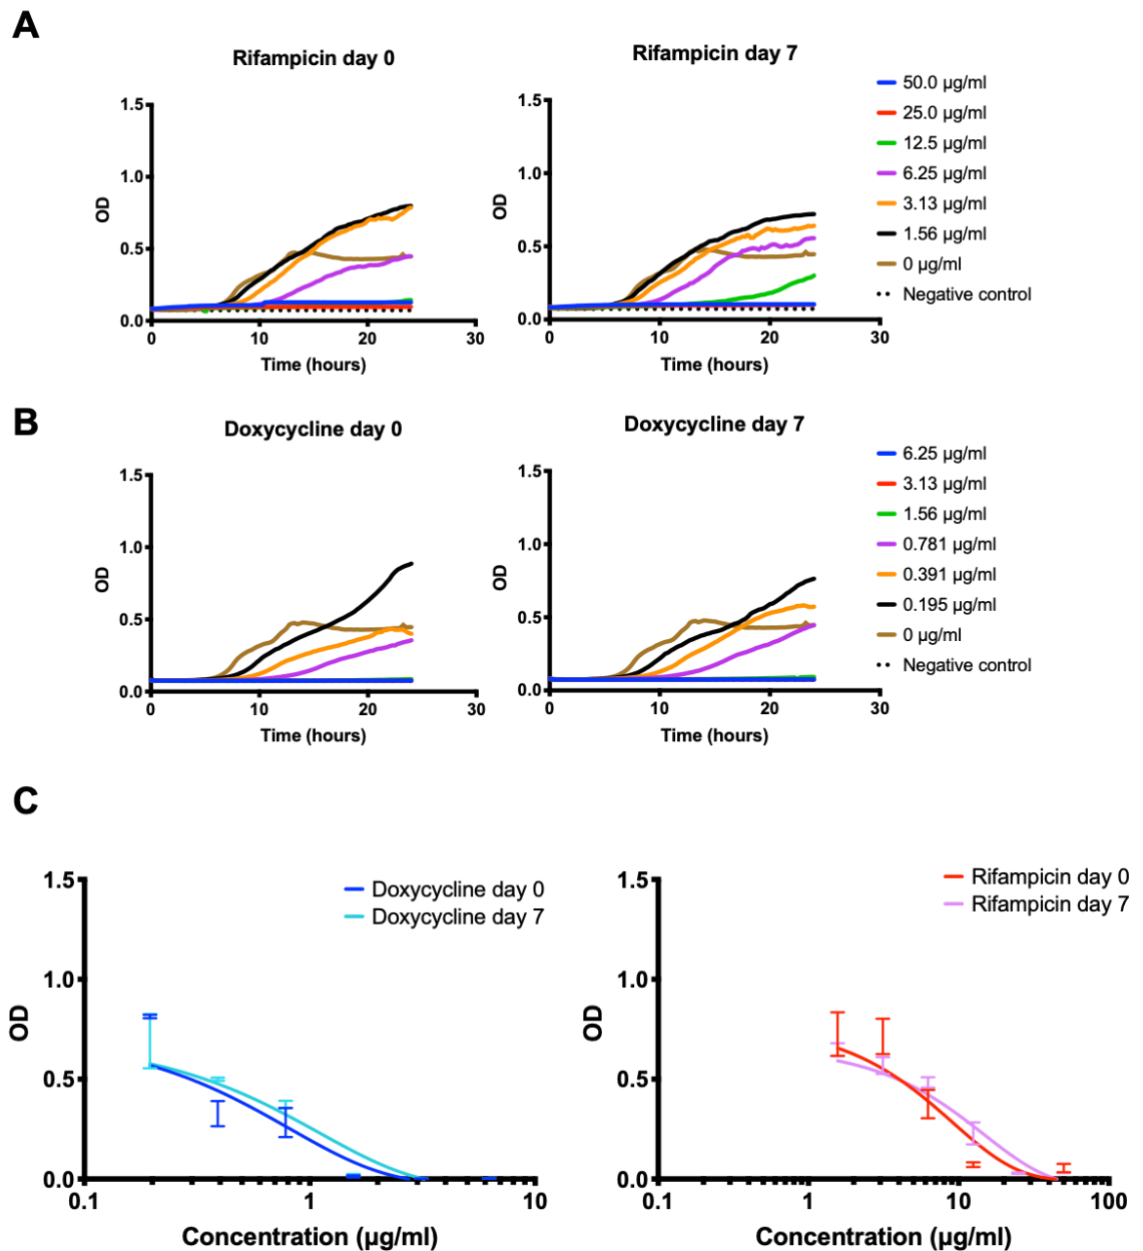 A
Rifampicin day 0
Rifampicin day 7
1.5
1.0
0.5
0.0
OD
0 10 20 30
Time (hours)
1.5
1.0
0.5
0.0
OD
0 10 20 30
Time (hours)
50.0 µg/ml
25.0 µg/ml
12.5 µg/ml
6.25 µg/ml
3.13 µg/ml
1.56 µg/ml
0 µg/ml
Negative control
B
Doxycycline day 0
Doxycycline day 7
1.5
1.0
0.5
0.0
OD
0 10 20 30
Time (hours)
1.5
1.0
0.5
0.0
OD
0 10 20 30
Time (hours)
6.25 µg/ml
3.13 µg/ml
1.56 µg/ml
0.781 µg/ml
0.391 µg/ml
0.195 µg/ml
0 µg/ml
Negative control
C
1.5
1.0
0.5
0.0
OD
Doxycycline day 0
Doxycycline day 7
0.1 1 10
Concentration (µg/ml)
1.5
1.0
0.5
0.0
OD
Rifampicin day 0
Rifampicin day 7
0.1 1 10 100
Concentration (µg/ml)